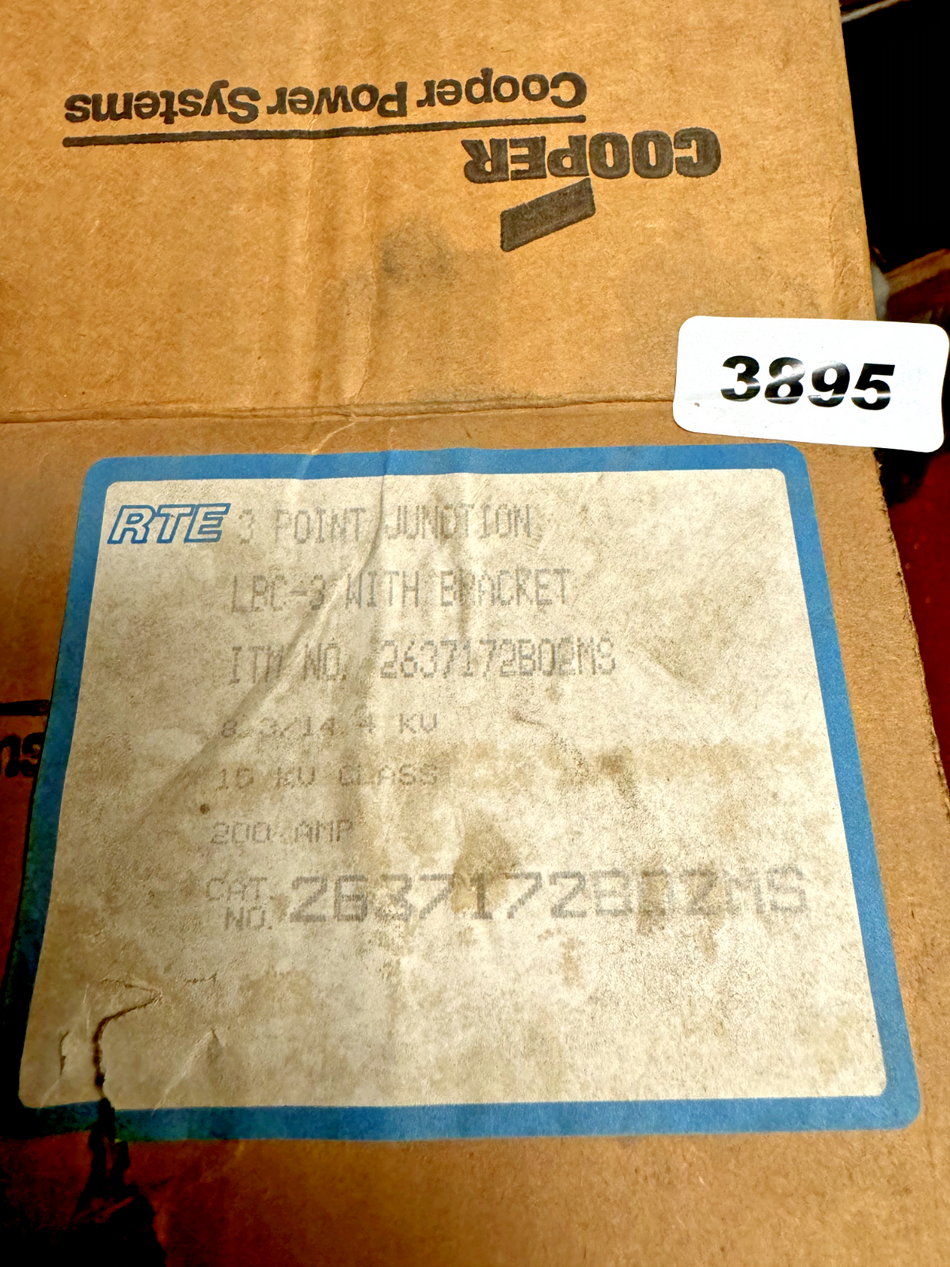 Cooper Power Systems
COOPER
3895
RTE 3 POINT JUNCTION
LBC-3 WITH BRACKET
ITM NO. 2637172B02MS
8.3/14.4 KV
15 KV CLASS
200 AMP
CAT.
NO. 2637172B02MS